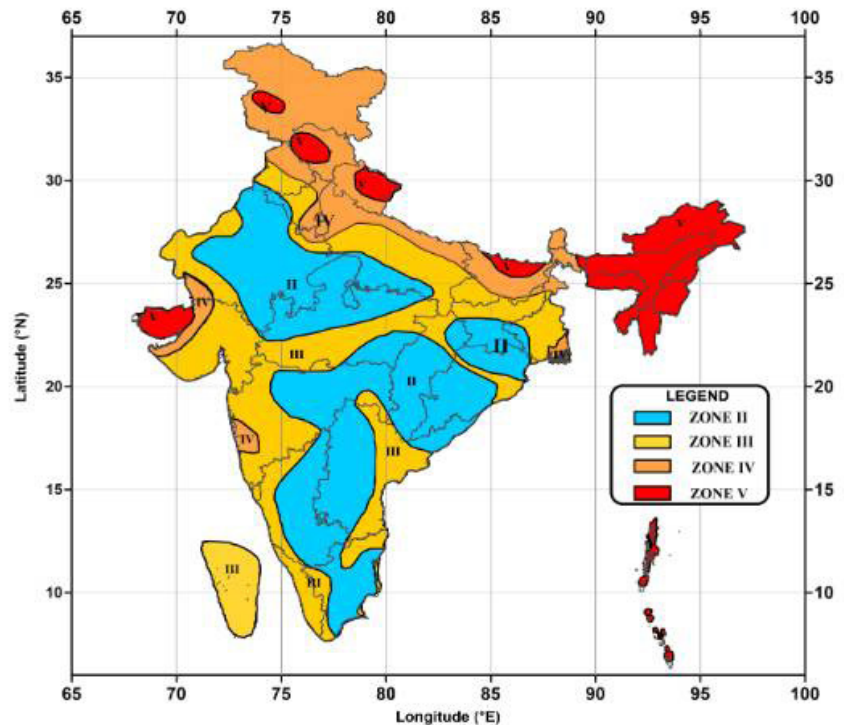 65 70 75 80 85 90 95 100
35 35
V
V
30 V 30
IV
V
V
25 II IV 25
V
III II IV
20 II 20
LEGEND
ZONE II
IV ZONE III
III ZONE IV
15 ZONE V 15
III
III
10 10
65 70 75 80 85 90 95 100
Latitude (°N)
Longitude (°E)